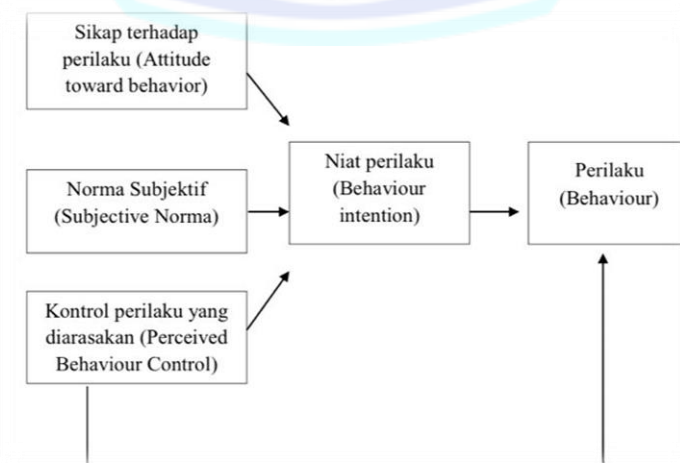 Sikap terhadap
perilaku (Attitude
toward behavior)
Norma Subjektif
(Subjective Norma)
Kontrol perilaku yang
diarasakan (Perceived
Behaviour Control)
Niat perilaku
(Behaviour
intention)
Perilaku
(Behaviour)